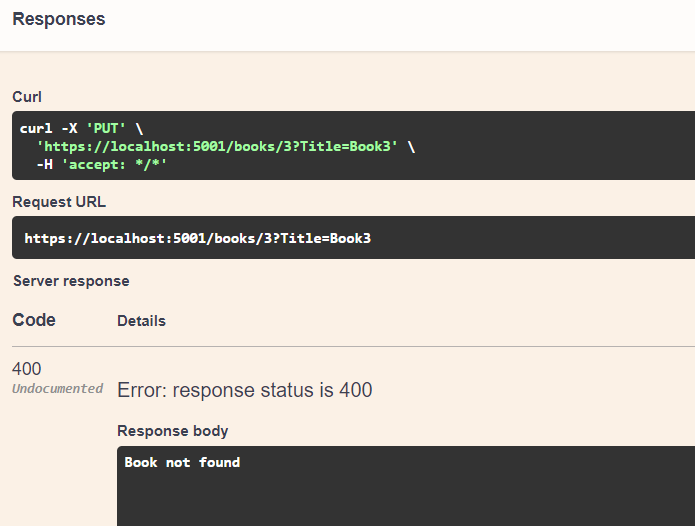 Responses
Curl
curl -X 'PUT' \
  'https://localhost:5001/books/3?Title=Book3' \
  -H 'accept: */*'
Request URL
https://localhost:5001/books/3?Title=Book3
Server response
Code Details
400
Undocumented
Error: response status is 400
Response body
Book not found